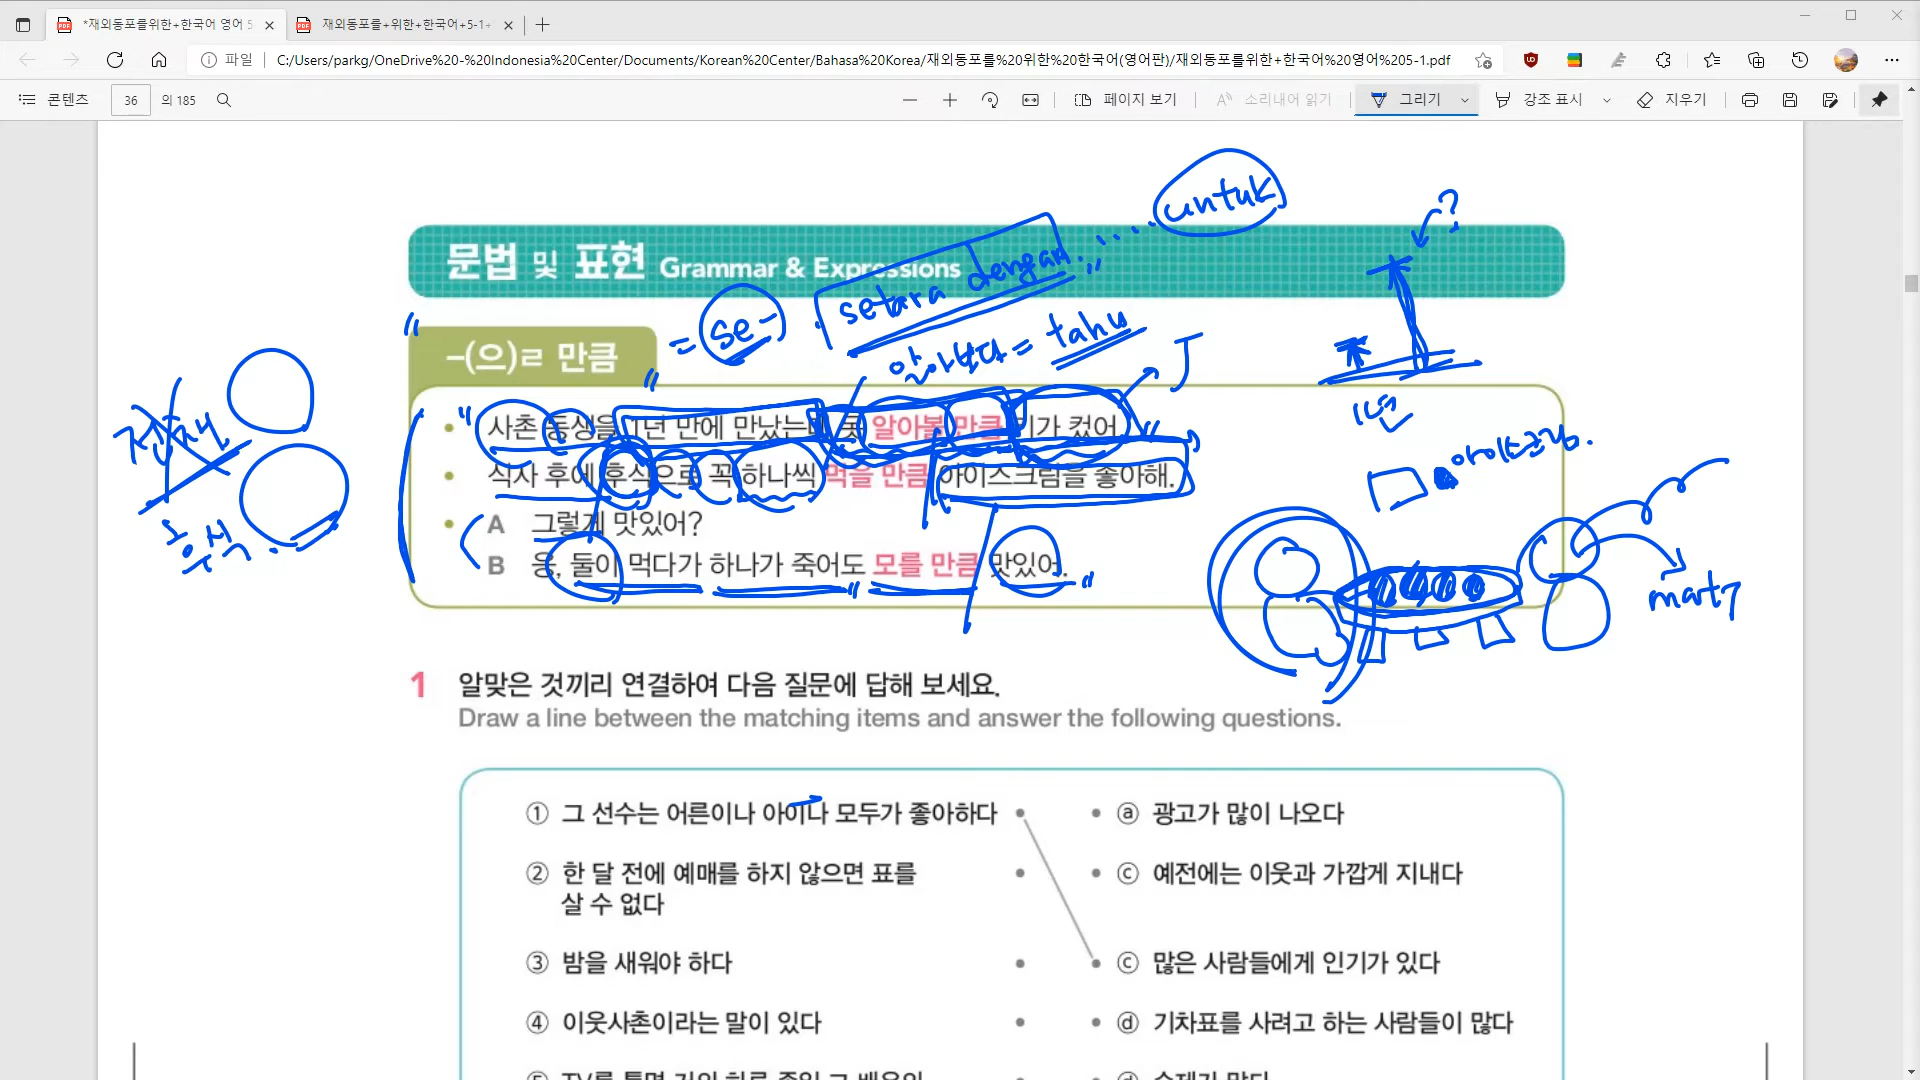 *재외동포를위한+한국어 영어 5
재외동포를+위한+한국어+5-1+
파일
C:/Users/parkg/OneDrive%20-%20Indonesia%20Center/Documents/Korean%20Center/Bahasa%20Korea/재외동포를%20위한%20한국어(영어판)/재외동포를위한+한국어%20영어%205-1.pdf
콘텐츠
36
의 185
페이지 보기
소리내어 읽기
그리기
강조 표시
지우기
untuk
?
문법 및 표현 Grammar & Expressions
setara dengan
-(으)ㄹ 만큼
= se-
알아보다 = tahu
1년
사촌 동생을 1년 만에 만났는데 못 알아볼 만큼 키가 컸어.
식사 후에 후식으로 꼭 하나씩 먹을 만큼 아이스크림을 좋아해.
A 그렇게 맛있어?
B 응, 둘이 먹다가 하나가 죽어도 모를 만큼 맛있어.
후식
1 알맞은 것끼리 연결하여 다음 질문에 답해 보세요.
Draw a line between the matching items and answer the following questions.
① 그 선수는 어른이나 아이나 모두가 좋아하다
ⓐ 광고가 많이 나오다
② 한 달 전에 예매를 하지 않으면 표를
살 수 없다
ⓒ 예전에는 이웃과 가깝게 지내다
③ 밤을 새워야 하다
ⓒ 많은 사람들에게 인기가 있다
④ 이웃사촌이라는 말이 있다
ⓓ 기차표를 사려고 하는 사람들이 많다